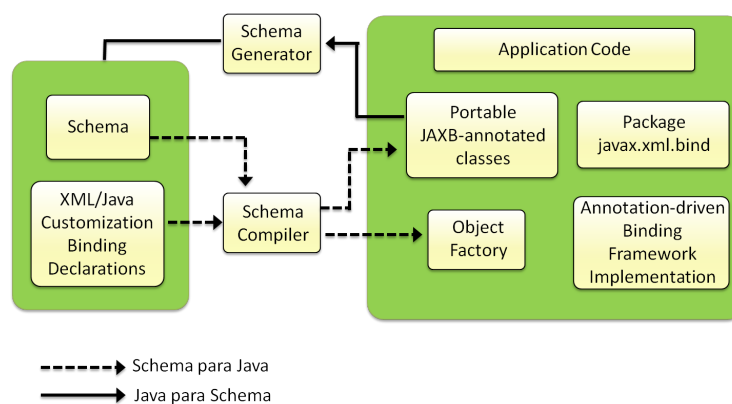 Schema
Generator
Application Code
Schema
Portable
JAXB-annotated
classes
Package
javax.xml.bind
XML/Java
Customization
Binding
Declarations
Schema
Compiler
Object
Factory
Annotation-driven
Binding
Framework
Implementation
Schema para Java
Java para Schema